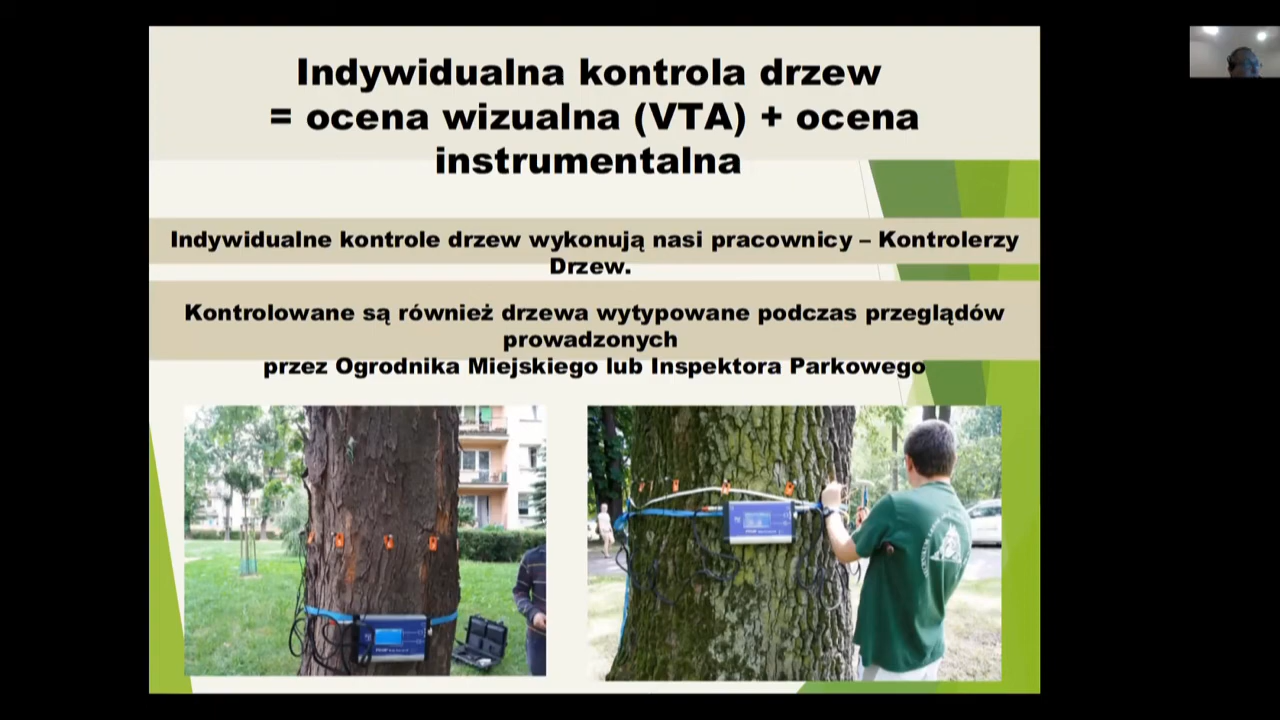 Indywidualna kontrola drzew
= ocena wizualna (VTA) + ocena
instrumentalna
Indywidualne kontrole drzew wykonują nasi pracownicy – Kontrolerzy
Drzew.
Kontrolowane są również drzewa wytypowane podczas przeglądów
prowadzonych
przez Ogrodnika Miejskiego lub Inspektora Parkowego